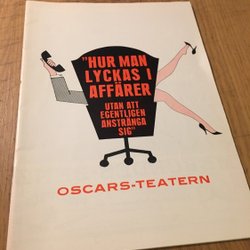 "HUR MAN
LYCKAS I
AFFÄRER
UTAN ATT
EGENTLIGEN
ANSTRÄNGA
SIG"
OSCARS-TEATERN